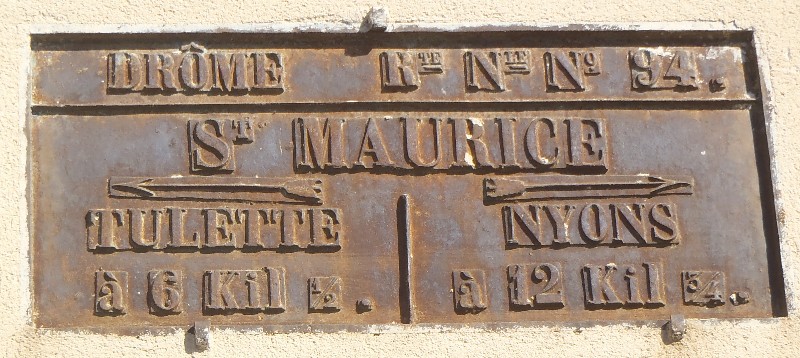 DRÔME RTE NLE Nº 94.
ST MAURICE
TULETTE NYONS
à 6 Kil ½. à 12 Kil ¾.